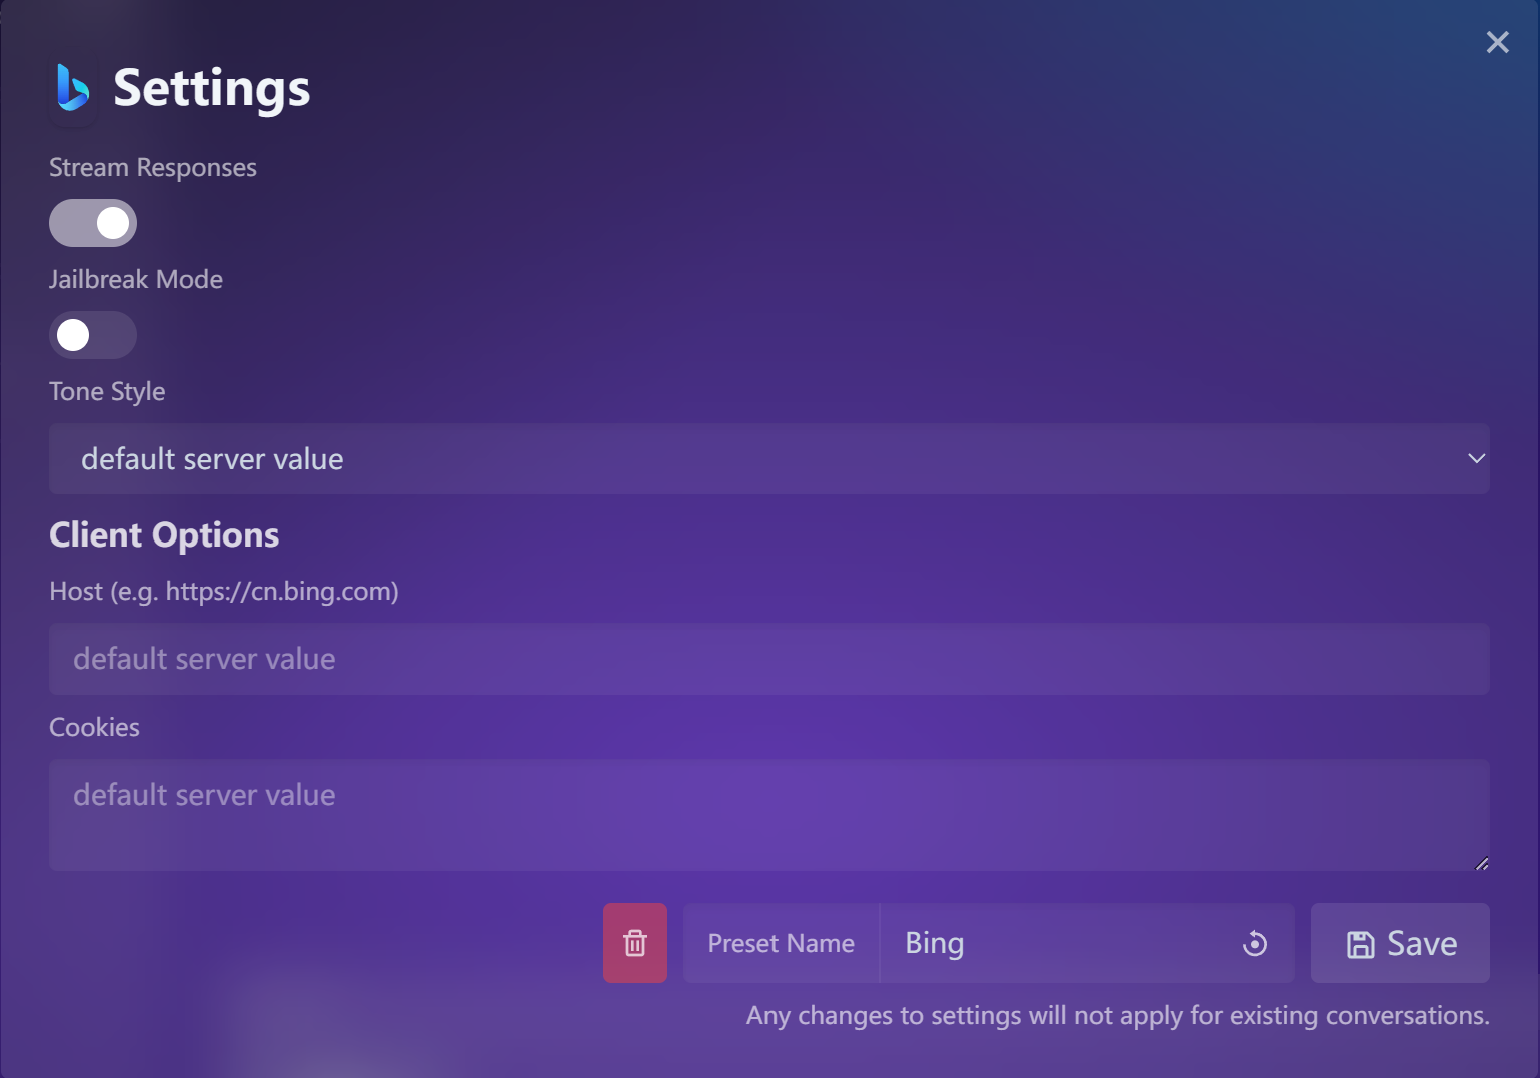 Settings
Stream Responses
Jailbreak Mode
Tone Style
default server value
Client Options
Host (e.g. https://cn.bing.com)
default server value
Cookies
default server value
Preset Name Bing Save
Any changes to settings will not apply for existing conversations.